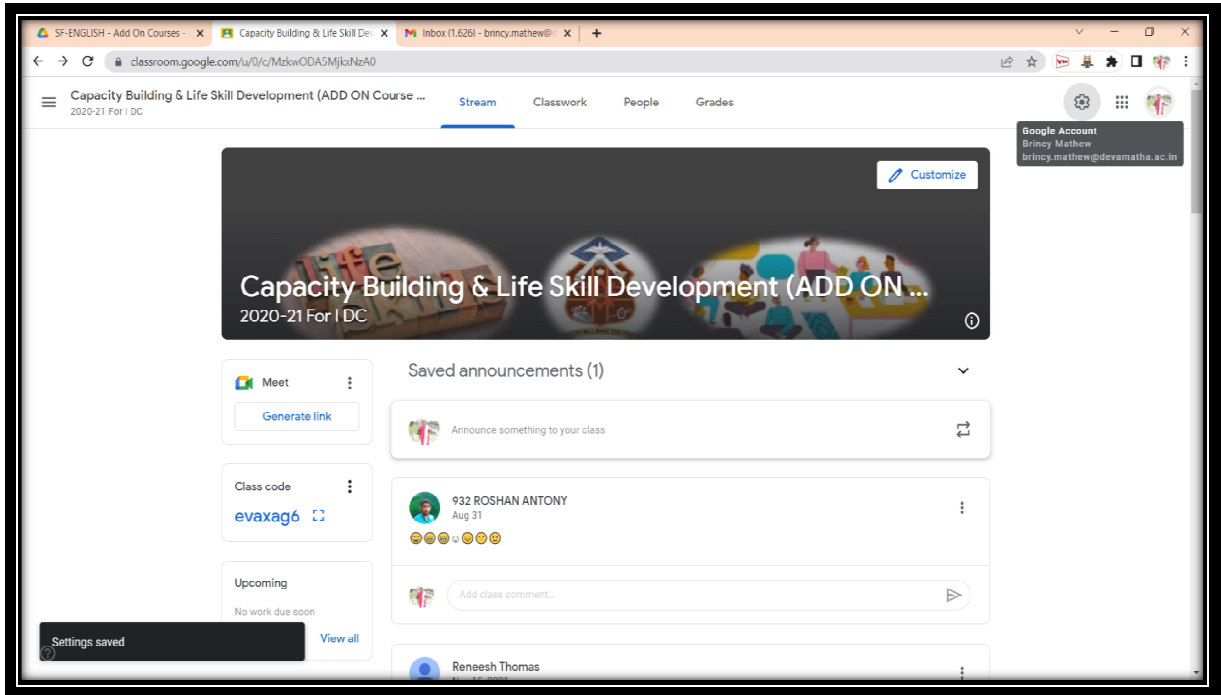 SF-ENGLISH - Add On Courses -
Capacity Building & Life Skill Dev
Inbox (1,626) - brincy.mathew@d
classroom.google.com/u/0/c/MzkwODA5MjkxNzA0
Capacity Building & Life Skill Development (ADD ON Course ...
2020-21 For I DC
Stream
Classwork
People
Grades
Google Account
Brincy Mathew
brincy.mathew@devamatha.ac.in
Customize
Capacity Building & Life Skill Development (ADD ON ...
2020-21 For I DC
Meet
Generate link
Class code
evaxag6
Upcoming
No work due soon
View all
Saved announcements (1)
Announce something to your class
932 ROSHAN ANTONY
Aug 31
Add class comment...
Reneesh Thomas
Settings saved